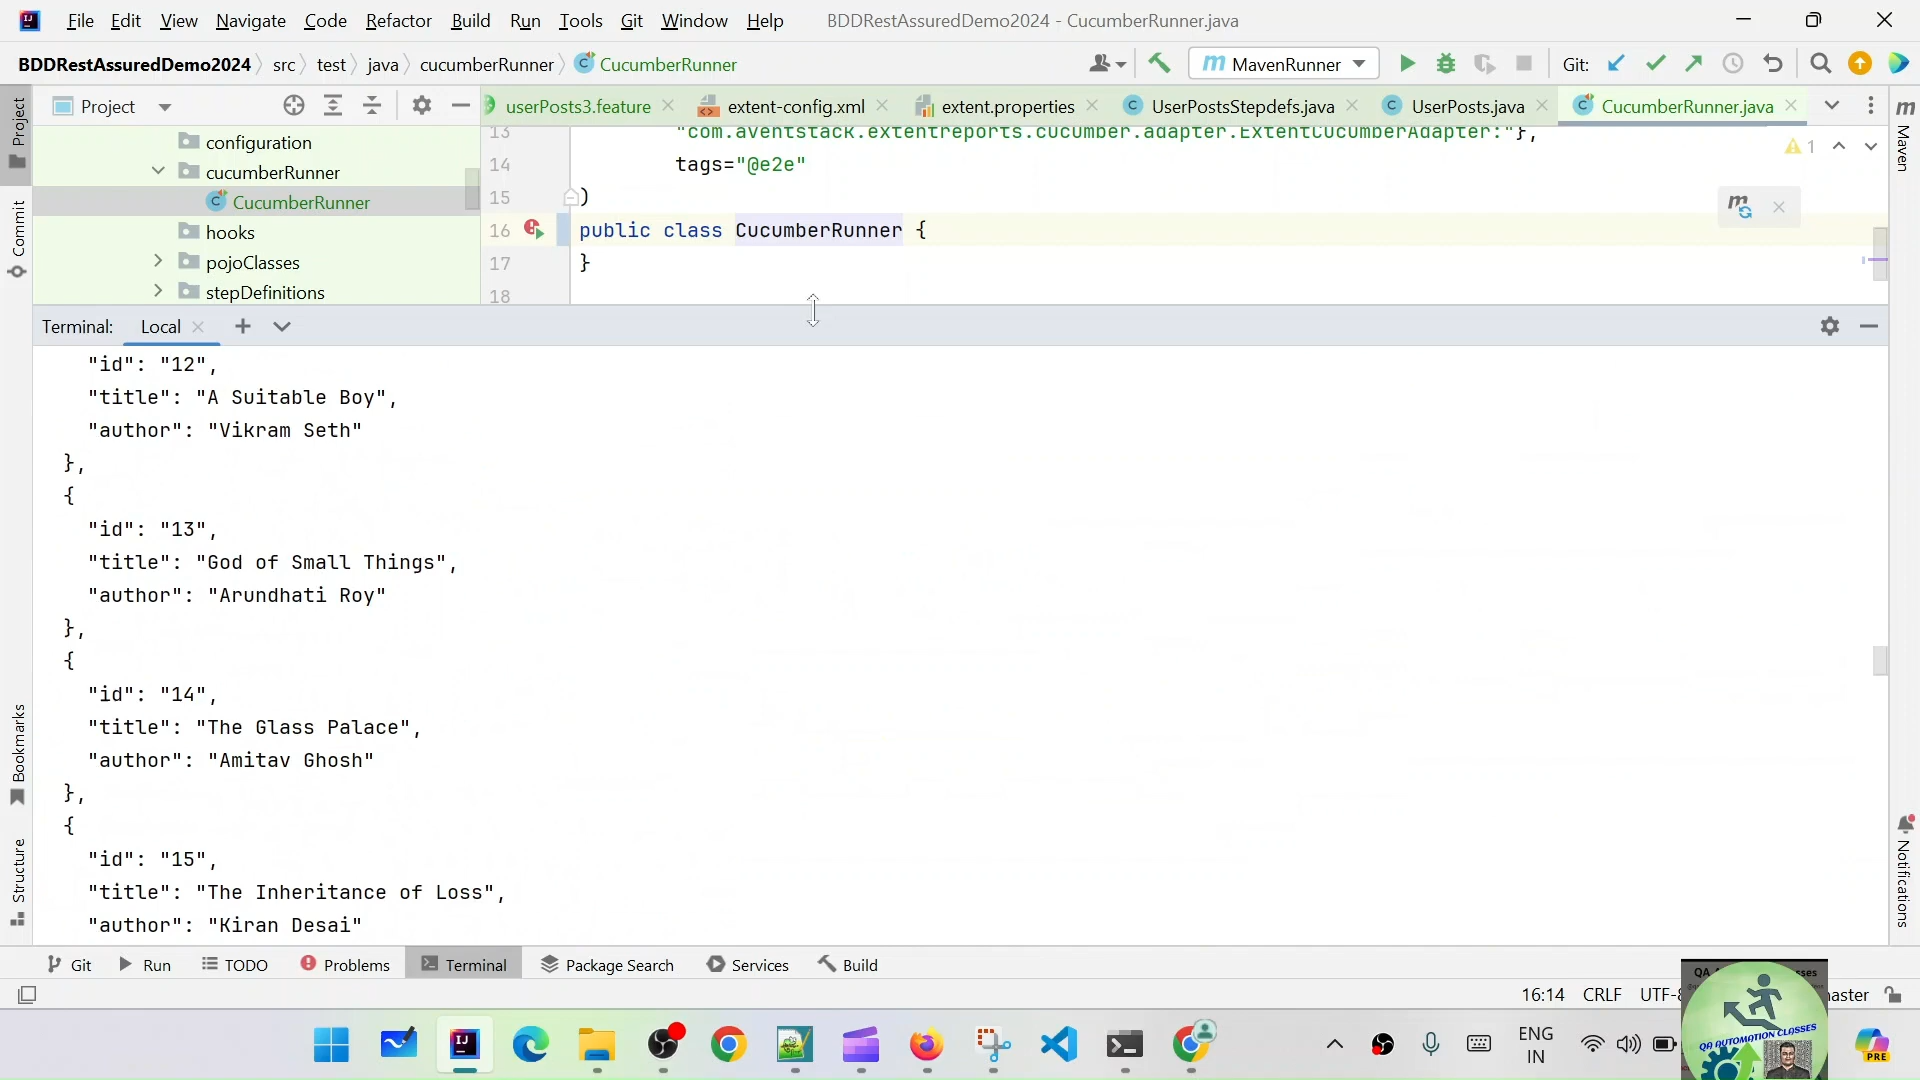 File Edit View Navigate Code Refactor Build Run Tools Git Window Help BDDRestAssuredDemo2024 - CucumberRunner.java
BDDRestAssuredDemo2024 src test java cucumberRunner CucumberRunner MavenRunner Git:
Project userPosts3.feature extent-config.xml extent.properties UserPostsStepdefs.java UserPosts.java CucumberRunner.java
configuration
cucumberRunner
CucumberRunner
hooks
pojoClasses
stepDefinitions
13 "com.aventstack.extentreports.cucumber.adapter.ExtentCucumberAdapter:"},
14 tags="@e2e"
15 )
16 public class CucumberRunner {
17 }
18
1
Project
Commit
Bookmarks
Structure
Maven
Notifications
Terminal: Local
"id": "12",
"title": "A Suitable Boy",
"author": "Vikram Seth"
},
{
"id": "13",
"title": "God of Small Things",
"author": "Arundhati Roy"
},
{
"id": "14",
"title": "The Glass Palace",
"author": "Amitav Ghosh"
},
{
"id": "15",
"title": "The Inheritance of Loss",
"author": "Kiran Desai"
Git Run TODO Problems Terminal Package Search Services Build
16:14 CRLF
QA AUTOMATION CLASSES
ENG
IN
PRE